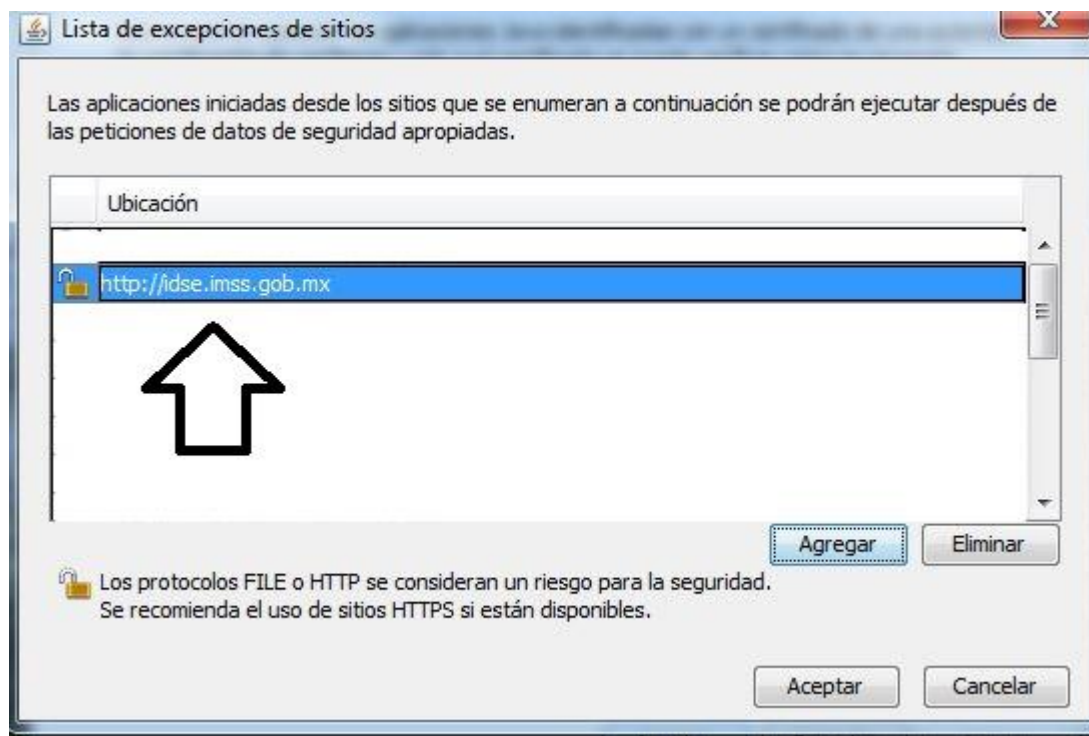 Lista de excepciones de sitios
Las aplicaciones iniciadas desde los sitios que se enumeran a continuación se podrán ejecutar después de
las peticiones de datos de seguridad apropiadas.
Ubicación
http://idse.imss.gob.mx
Agregar
Eliminar
Los protocolos FILE o HTTP se consideran un riesgo para la seguridad.
Se recomienda el uso de sitios HTTPS si están disponibles.
Aceptar
Cancelar